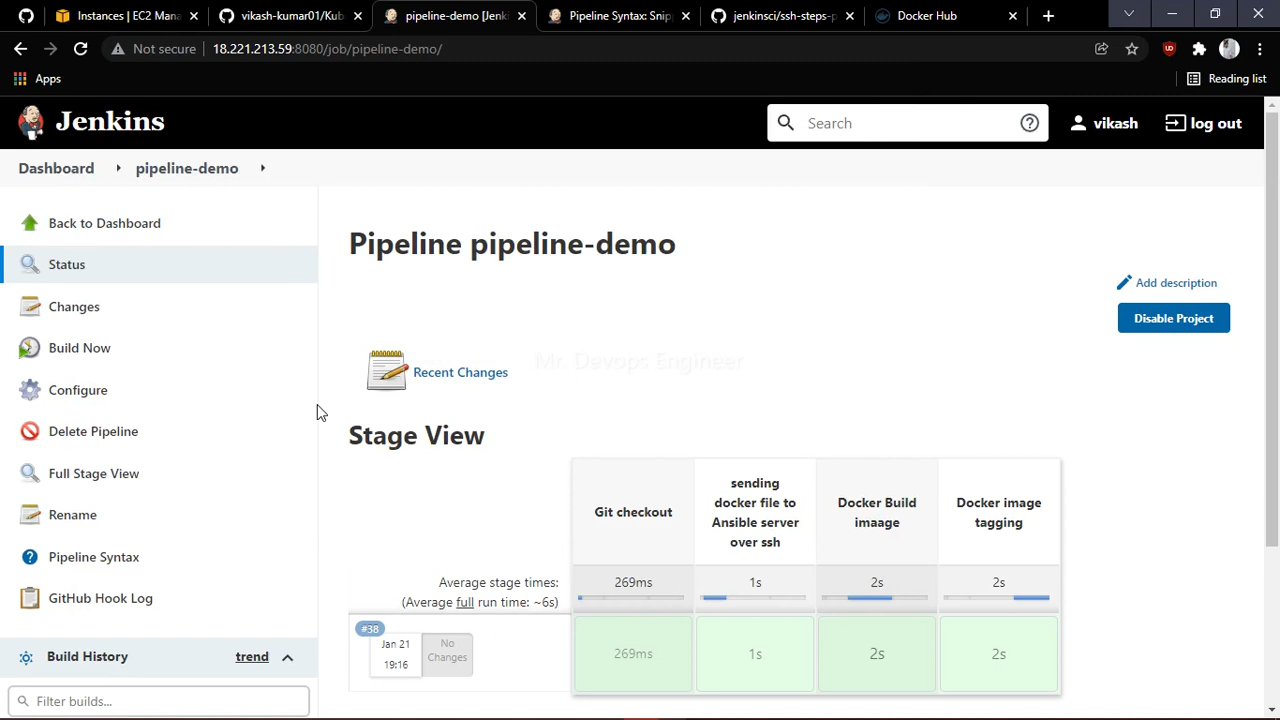 Instances | EC2 Mana
vikash-kumar01/Kub
pipeline-demo [Jenki
Pipeline Syntax: Snip
jenkinsci/ssh-steps-p
Docker Hub
Not secure
18.221.213.59:8080/job/pipeline-demo/
Apps
Reading list
Jenkins
Search
vikash
log out
Dashboard
pipeline-demo
Back to Dashboard
Status
Changes
Build Now
Configure
Delete Pipeline
Full Stage View
Rename
Pipeline Syntax
GitHub Hook Log
Build History
trend
Filter builds...
Pipeline pipeline-demo
Add description
Disable Project
Mr. Devops Engineer
Recent Changes
Stage View
Git checkout
sending
docker file to
Ansible server
over ssh
Docker Build
imaage
Docker image
tagging
Average stage times:
(Average full run time: ~6s)
269ms
1s
2s
2s
#38
Jan 21
19:16
No
Changes
269ms
1s
2s
2s